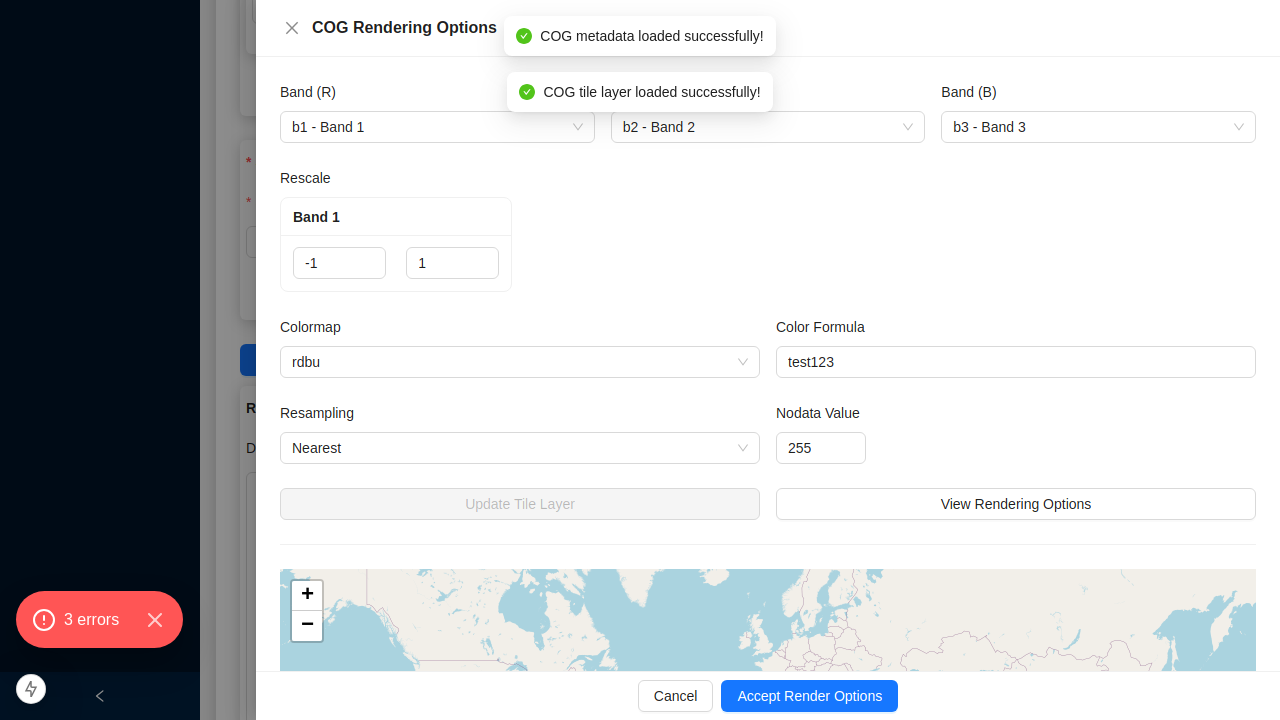 COG Rendering Options
COG metadata loaded successfully!
COG tile layer loaded successfully!
Band (R)
Band (B)
b1 - Band 1
b2 - Band 2
b3 - Band 3
*
Rescale
*
Band 1
-1
1
Colormap
Color Formula
rdbu
test123
R
Resampling
Nodata Value
D
Nearest
255
Update Tile Layer
View Rendering Options
+
−
3 errors
Cancel
Accept Render Options